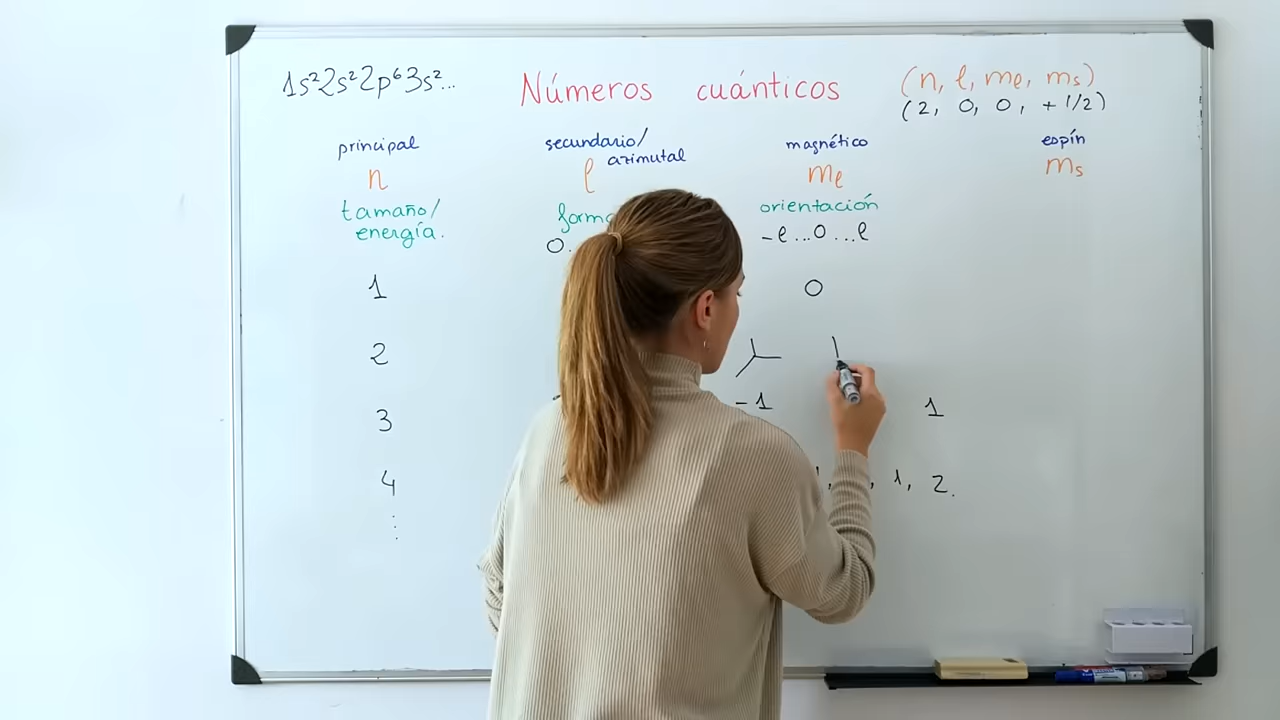 1s²2s²2p⁶3s²...
Números cuánticos
(n, ℓ, mℓ, ms)
(2, 0, 0, +1/2)
principal
secundario/
azimutal
magnético
espín
n
ℓ
mℓ
ms
tamaño/
energía.
forma
orientación
0.
-ℓ...0...ℓ
1
0
2
3
-1
1
4
1, 2.
⋮